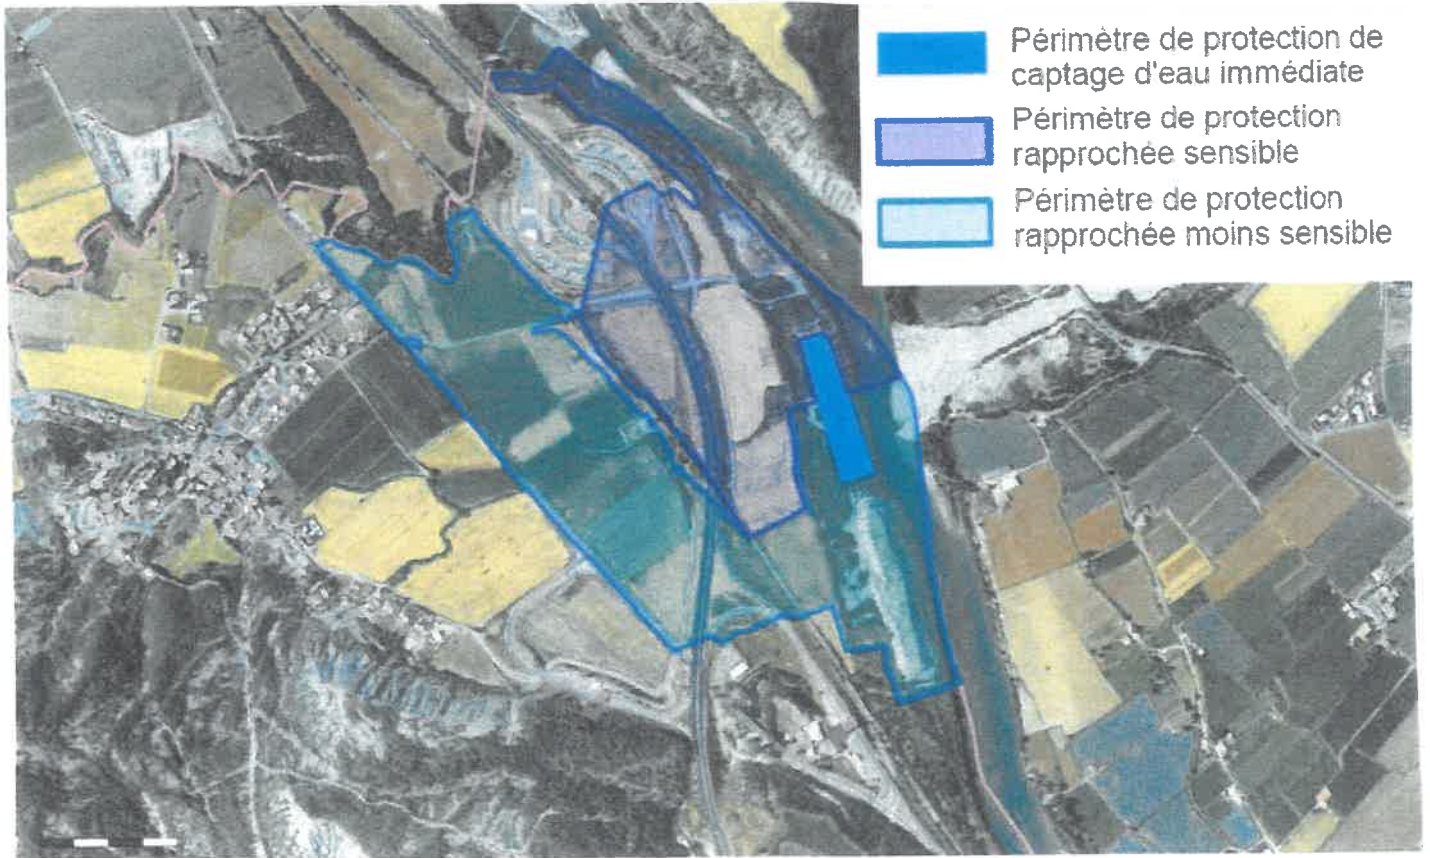 Périmètre de protection de
captage d'eau immédiate
Périmètre de protection
rapprochée sensible
Périmètre de protection
rapprochée moins sensible